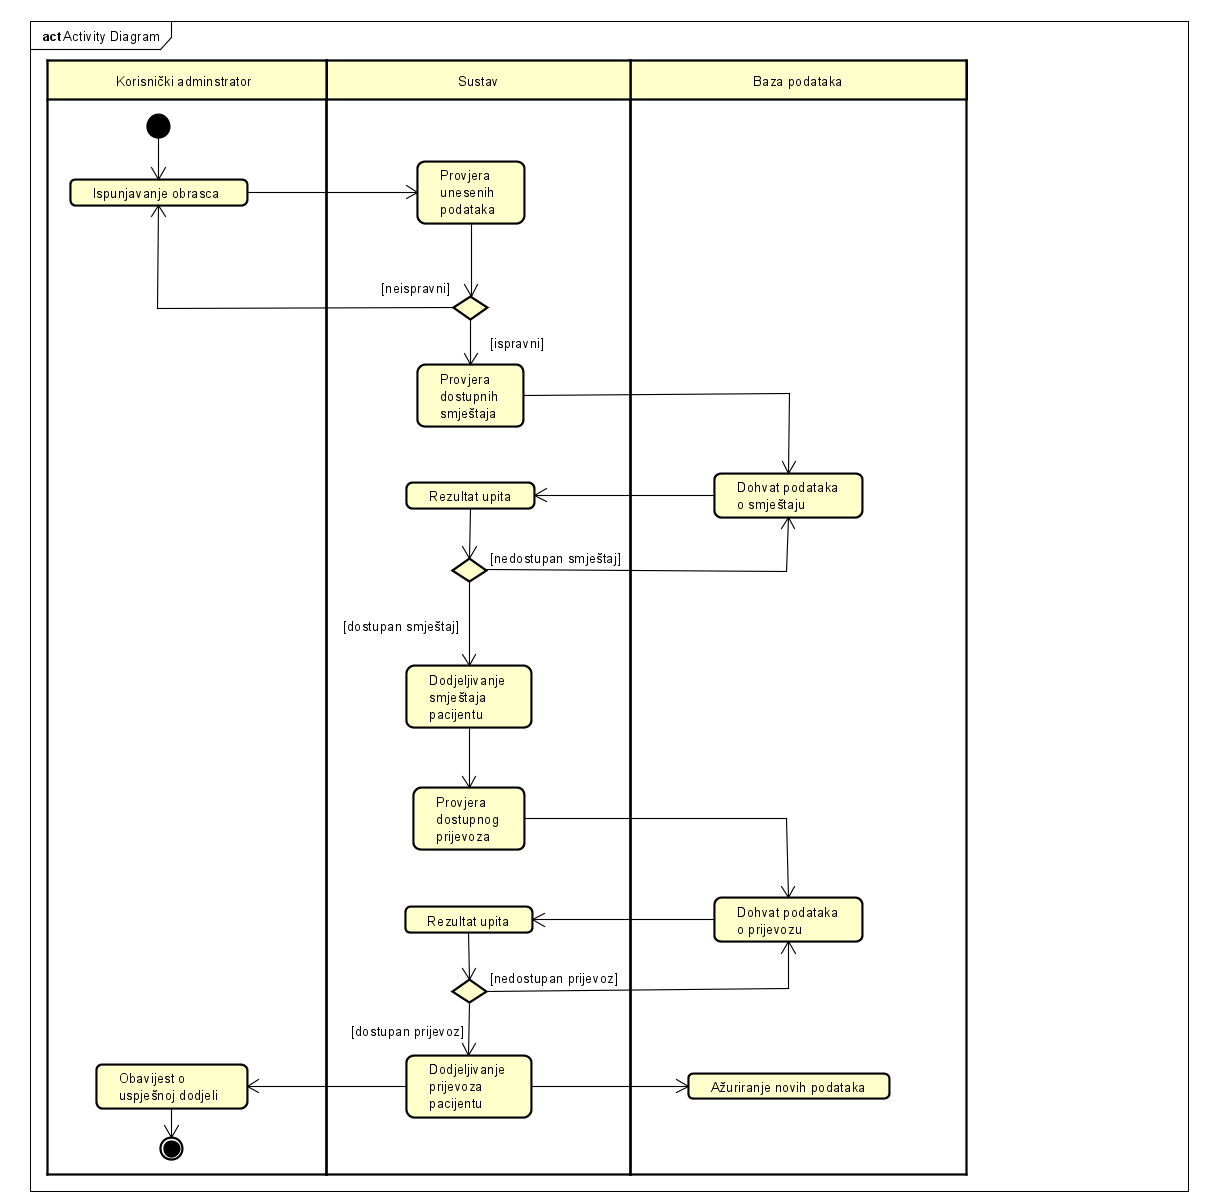 act Activity Diagram
Korisnički adminstrator
Sustav
Baza podataka
Ispunjavanje obrasca
Provjera
unesenih
podataka
[neispravni]
[ispravni]
Provjera
dostupnih
smještaja
Dohvat podataka
o smještaju
Rezultat upita
[nedostupan smještaj]
[dostupan smještaj]
Dodjeljivanje
smještaja
pacijentu
Provjera
dostupnog
prijevoza
Dohvat podataka
o prijevozu
Rezultat upita
[nedostupan prijevoz]
[dostupan prijevoz]
Obavijest o
uspješnoj dodjeli
Dodjeljivanje
prijevoza
pacijentu
Ažuriranje novih podataka